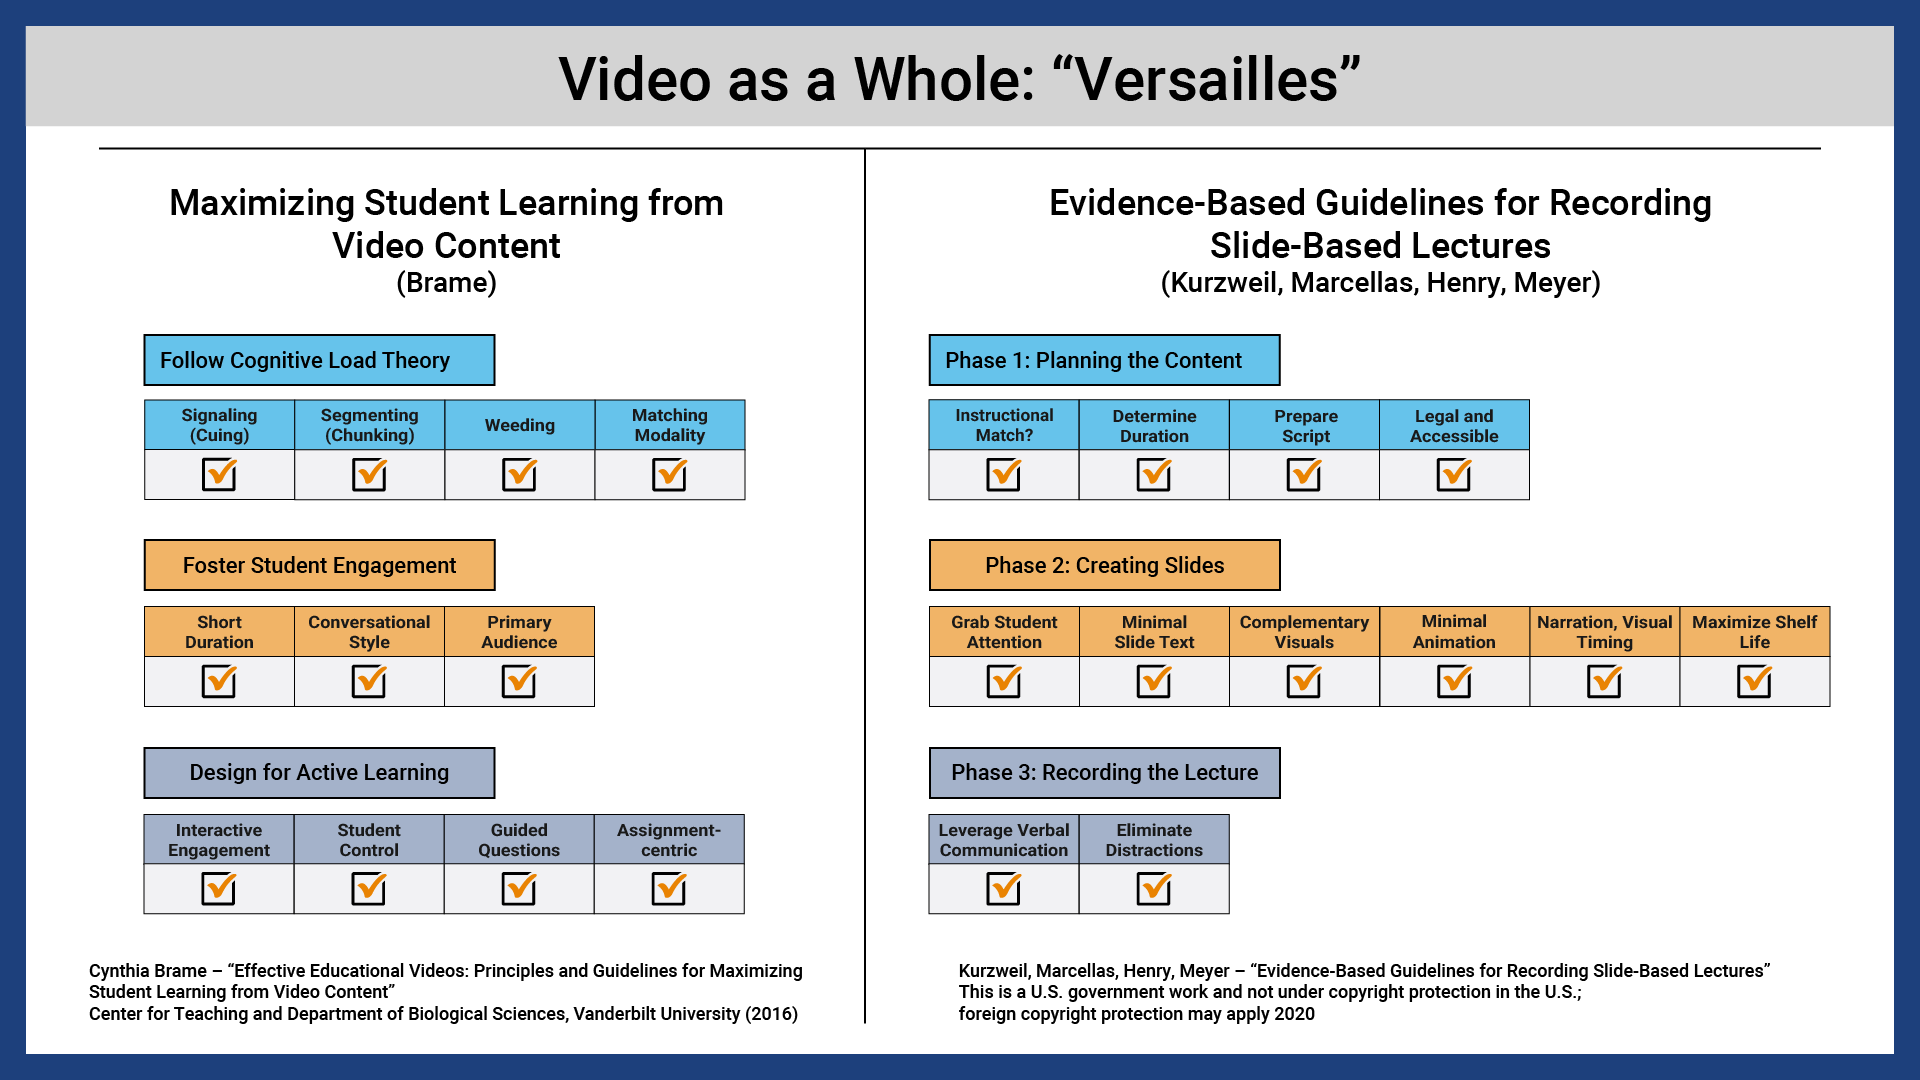 Video as a Whole: “Versailles”
Maximizing Student Learning from
Video Content
(Brame)
Follow Cognitive Load Theory
Signaling
(Cuing)
Segmenting
(Chunking)
Weeding
Matching
Modality
Foster Student Engagement
Short
Duration
Conversational
Style
Primary
Audience
Design for Active Learning
Interactive
Engagement
Student
Control
Guided
Questions
Assignment-
centric
Cynthia Brame – “Effective Educational Videos: Principles and Guidelines for Maximizing
Student Learning from Video Content”
Center for Teaching and Department of Biological Sciences, Vanderbilt University (2016)
Evidence-Based Guidelines for Recording
Slide-Based Lectures
(Kurzweil, Marcellas, Henry, Meyer)
Phase 1: Planning the Content
Instructional
Match?
Determine
Duration
Prepare
Script
Legal and
Accessible
Phase 2: Creating Slides
Grab Student
Attention
Minimal
Slide Text
Complementary
Visuals
Minimal
Animation
Narration, Visual
Timing
Maximize Shelf
Life
Phase 3: Recording the Lecture
Leverage Verbal
Communication
Eliminate
Distractions
Kurzweil, Marcellas, Henry, Meyer – “Evidence-Based Guidelines for Recording Slide-Based Lectures”
This is a U.S. government work and not under copyright protection in the U.S.;
foreign copyright protection may apply 2020